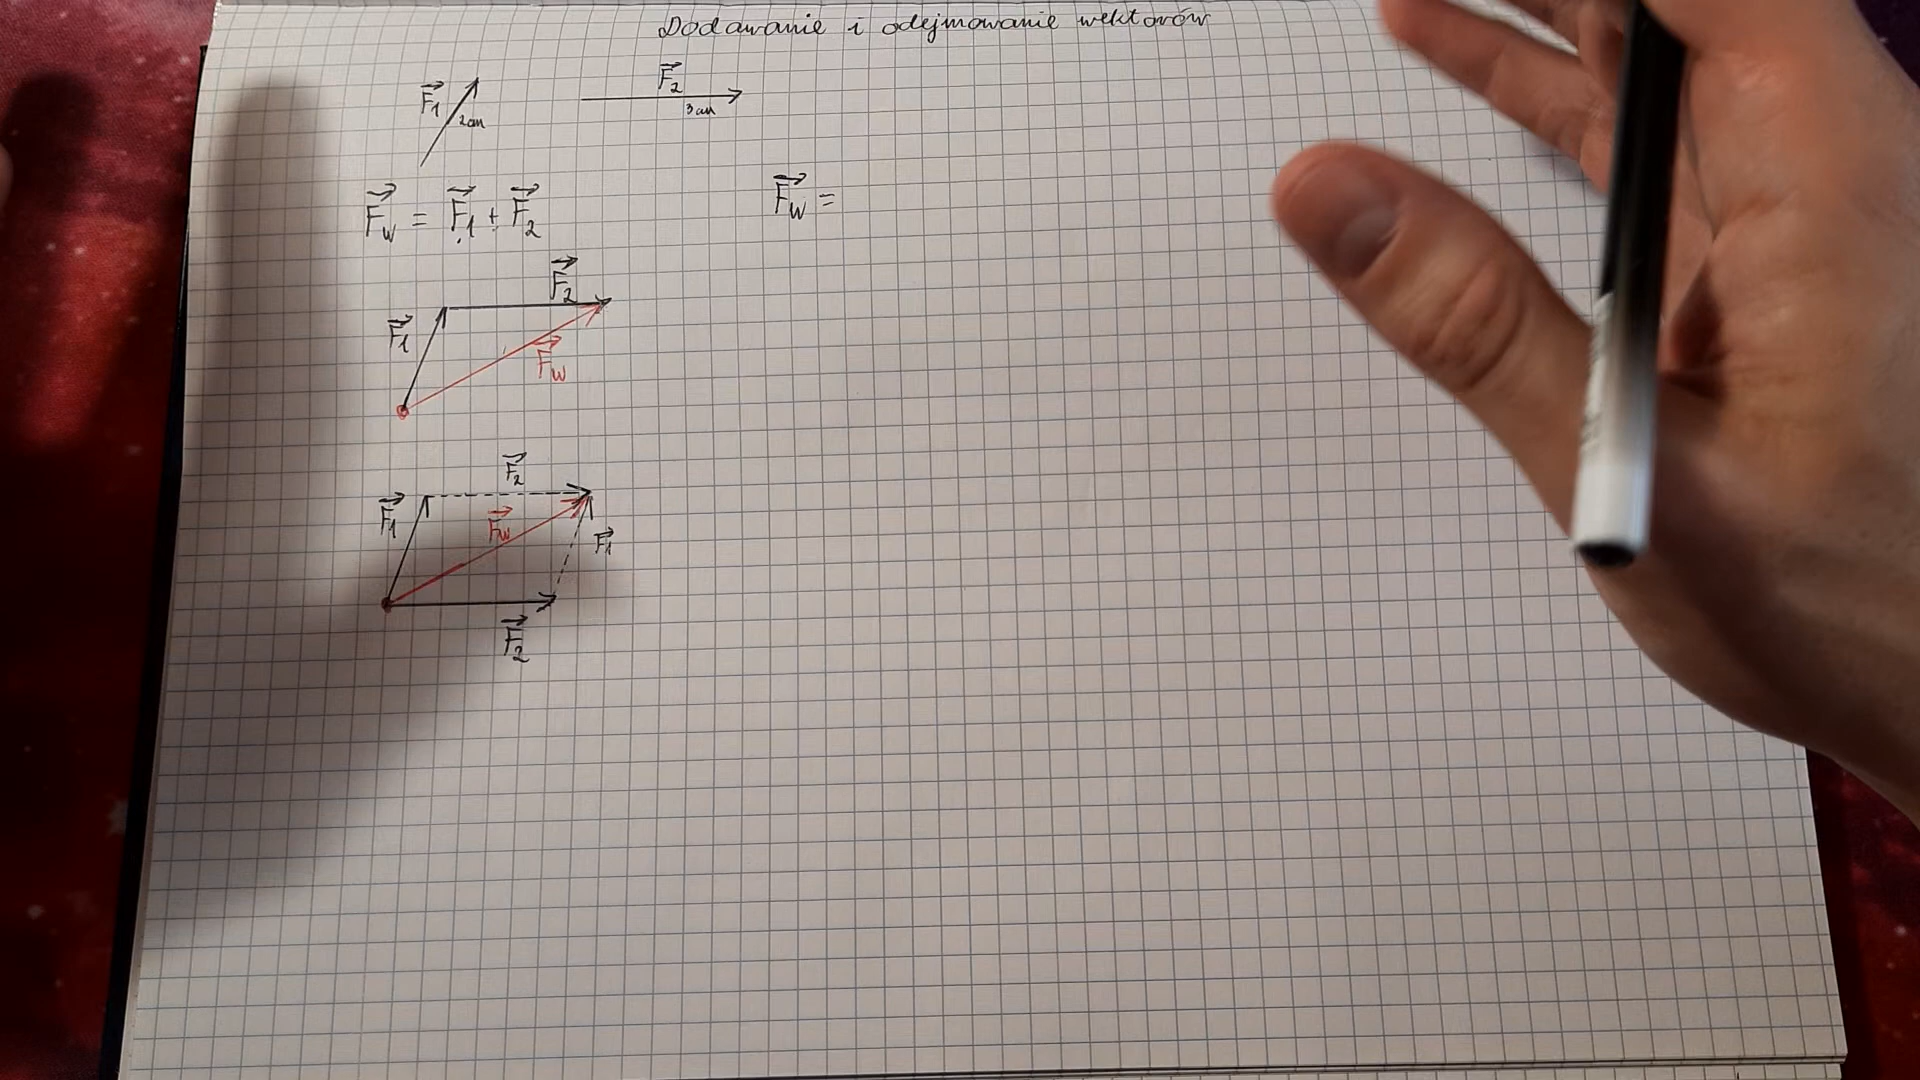 Dodawanie i odejmowanie wektorów
F⃗₁ 2cm
F⃗₂ 3cm
F⃗w = F⃗₁ + F⃗₂
F⃗w =
F⃗₂
F⃗₁
F⃗w
F⃗₂
F⃗₁
F⃗w
F⃗₁
F⃗₂